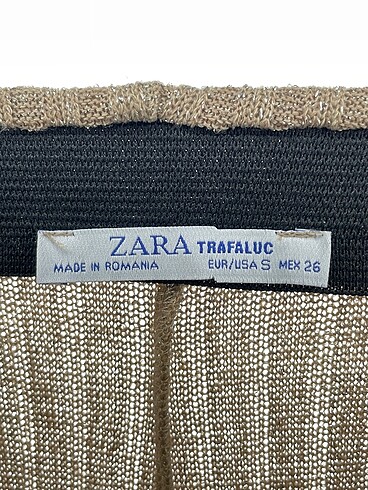 ZARA TRAFALUC
MADE IN ROMANIA EUR/USA S MEX 26